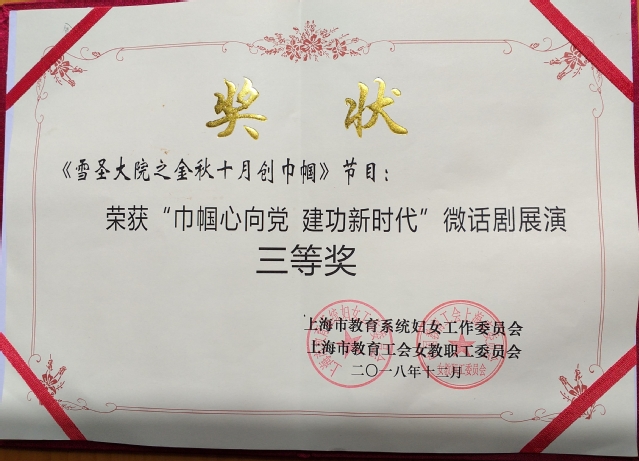 奖 状
《雪圣大院之金秋十月创巾帼》节目：
荣获“巾帼心向党 建功新时代”微话剧展演
三等奖
上海市教育系统妇女工作委员会
上海市教育工会女教职工委员会
二〇一八年十二月